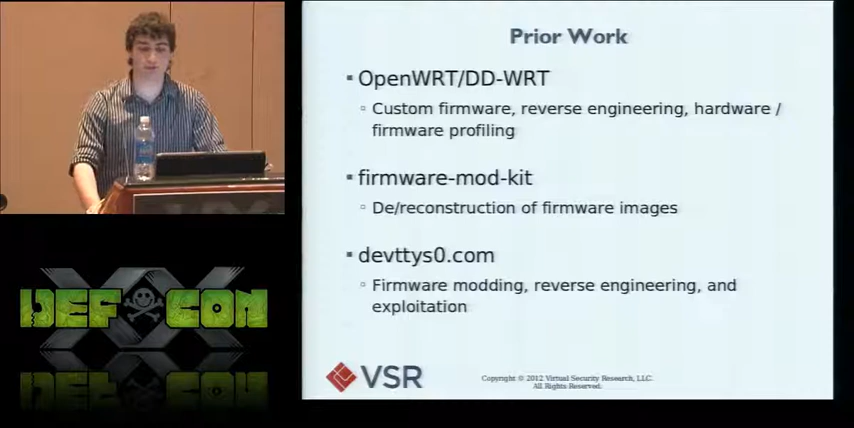 Prior Work
▪ OpenWRT/DD-WRT
▫ Custom firmware, reverse engineering, hardware /
firmware profiling
▪ firmware-mod-kit
▫ De/reconstruction of firmware images
▪ devttys0.com
▫ Firmware modding, reverse engineering, and
exploitation
VSR
Copyright © 2012 Virtual Security Research, LLC.
All Rights Reserved.
XX
DEF CON